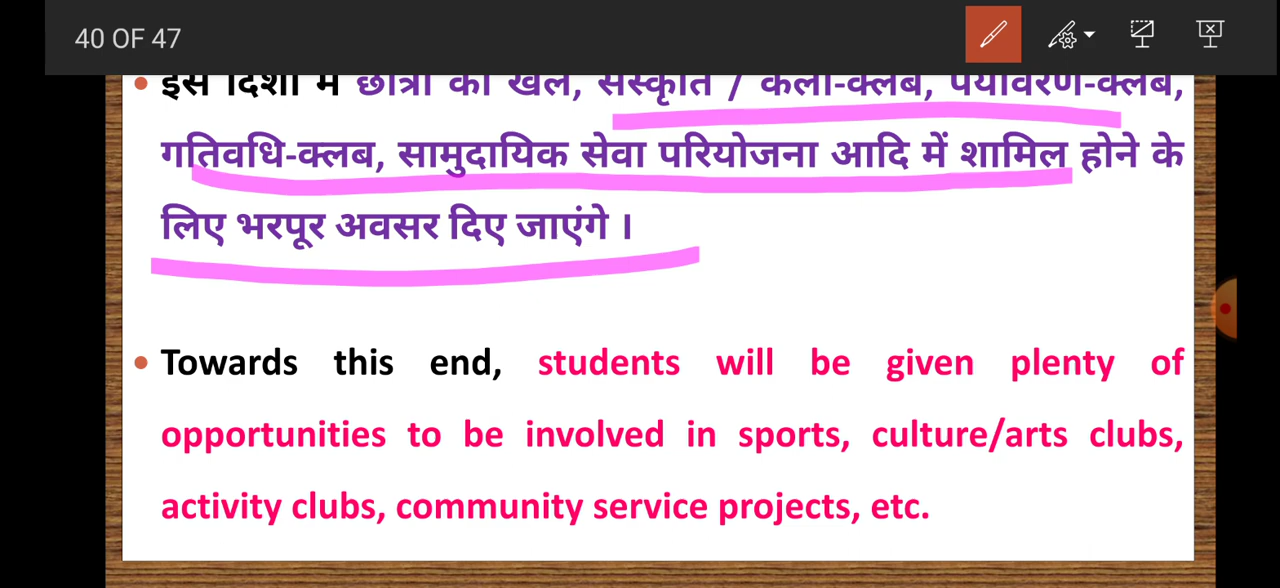 40 OF 47
इस दिशा में छात्रों को खेल, संस्कृति / कला-क्लब, पर्यावरण-क्लब,
गतिवधि-क्लब, सामुदायिक सेवा परियोजना आदि में शामिल होने के
लिए भरपूर अवसर दिए जाएंगे ।
Towards this end, students will be given plenty of
opportunities to be involved in sports, culture/arts clubs,
activity clubs, community service projects, etc.